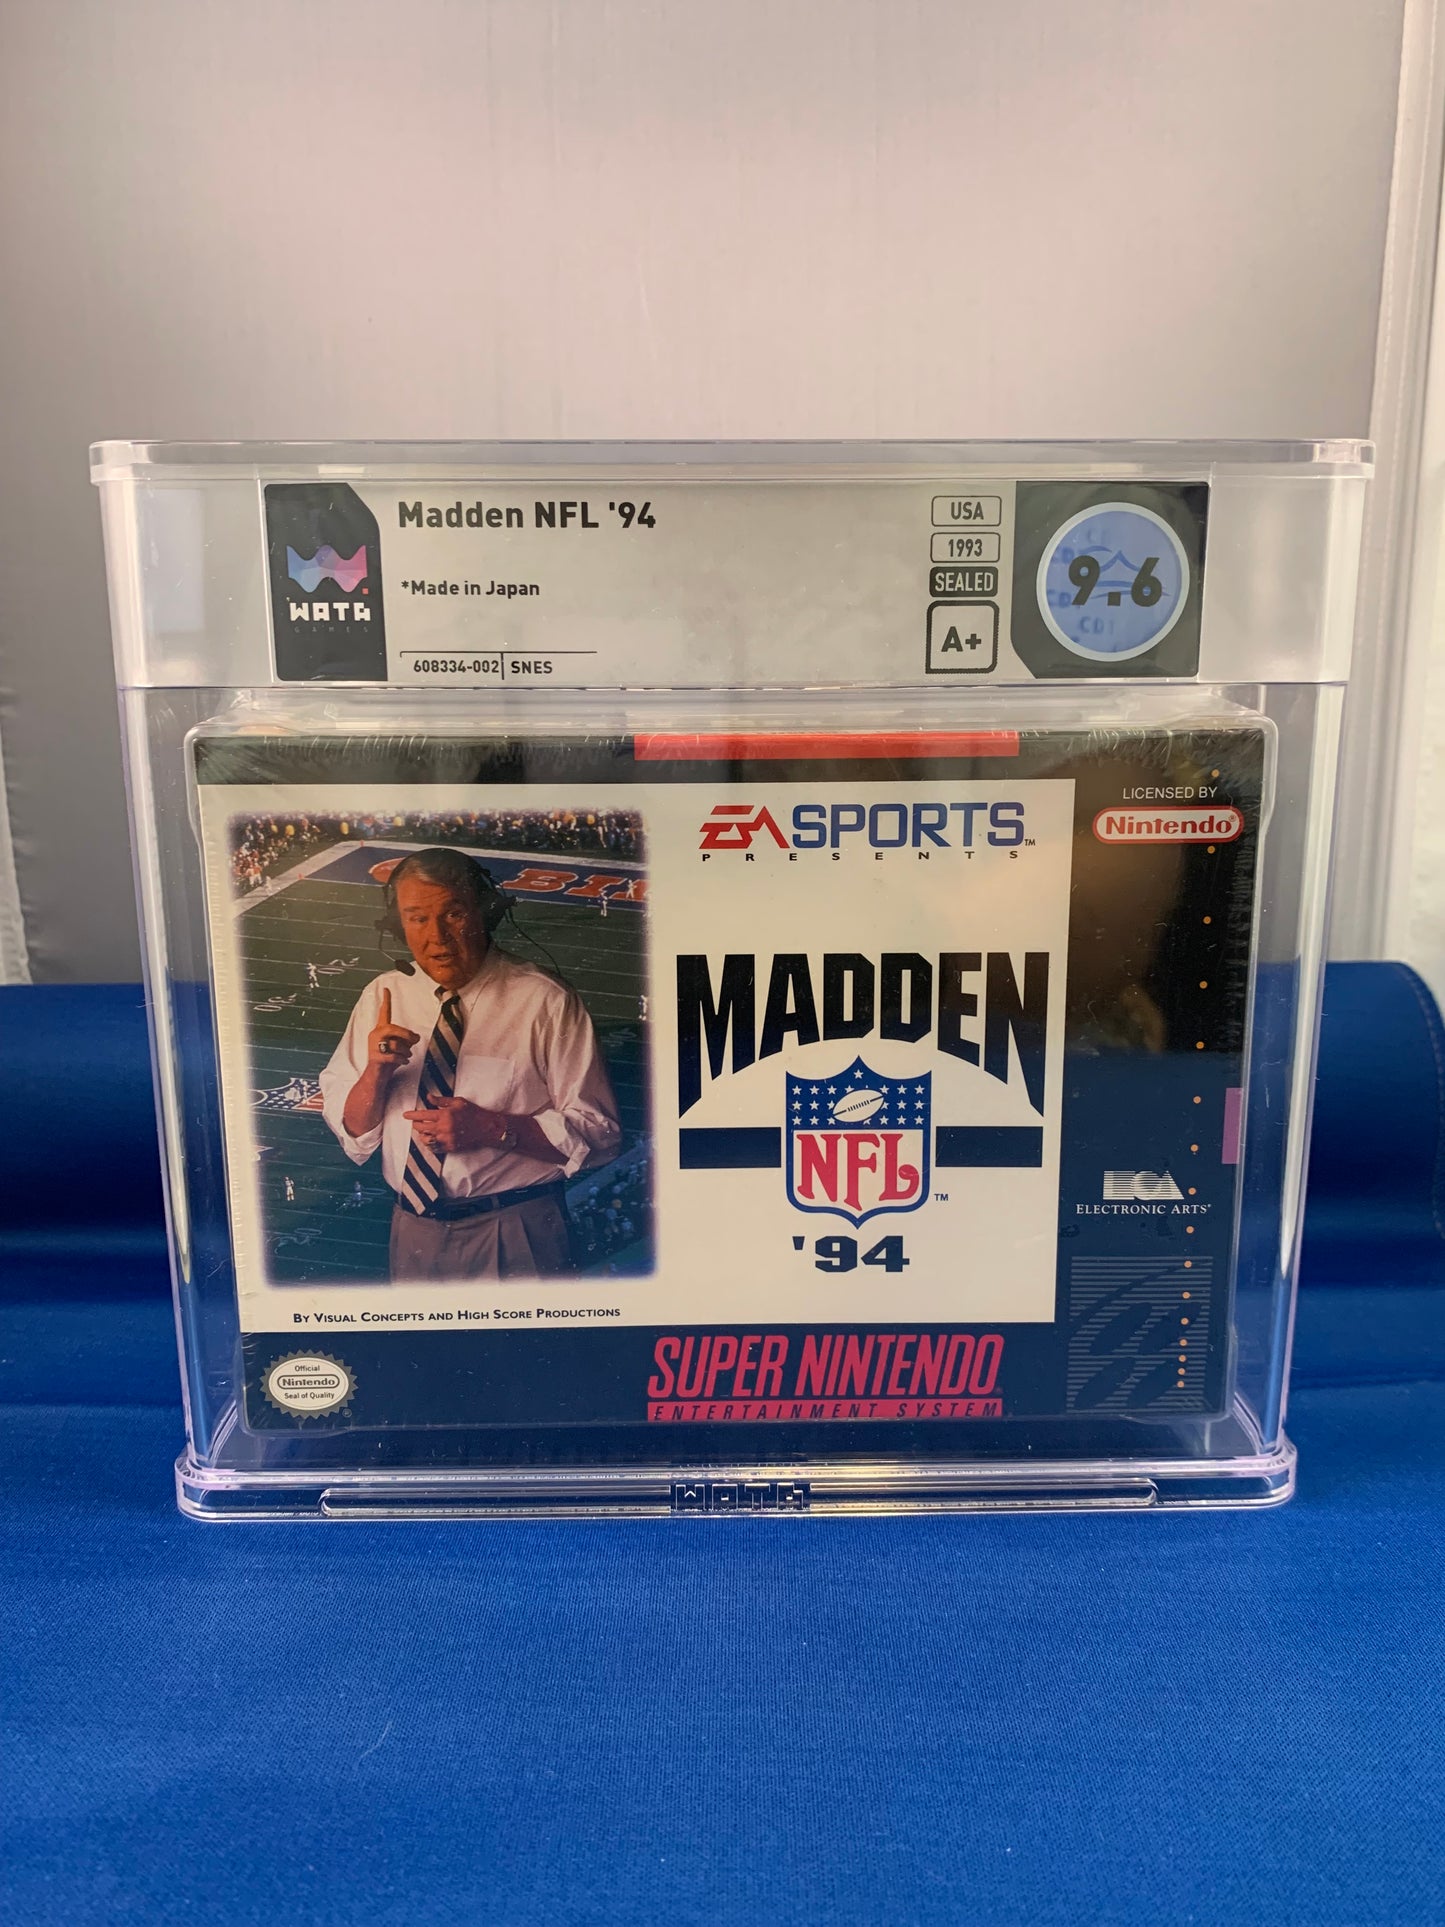 Madden NFL '94
*Made in Japan
608334-002 SNES
WATA
GAMES
USA
1993
SEALED
A+
9.6
EA SPORTS™
PRESENTS
LICENSED BY
Nintendo®
MADDEN
NFL™
'94
ELECTRONIC ARTS®
BY VISUAL CONCEPTS AND HIGH SCORE PRODUCTIONS
Official
Nintendo
Seal of Quality
SUPER NINTENDO®
ENTERTAINMENT SYSTEM
WATA